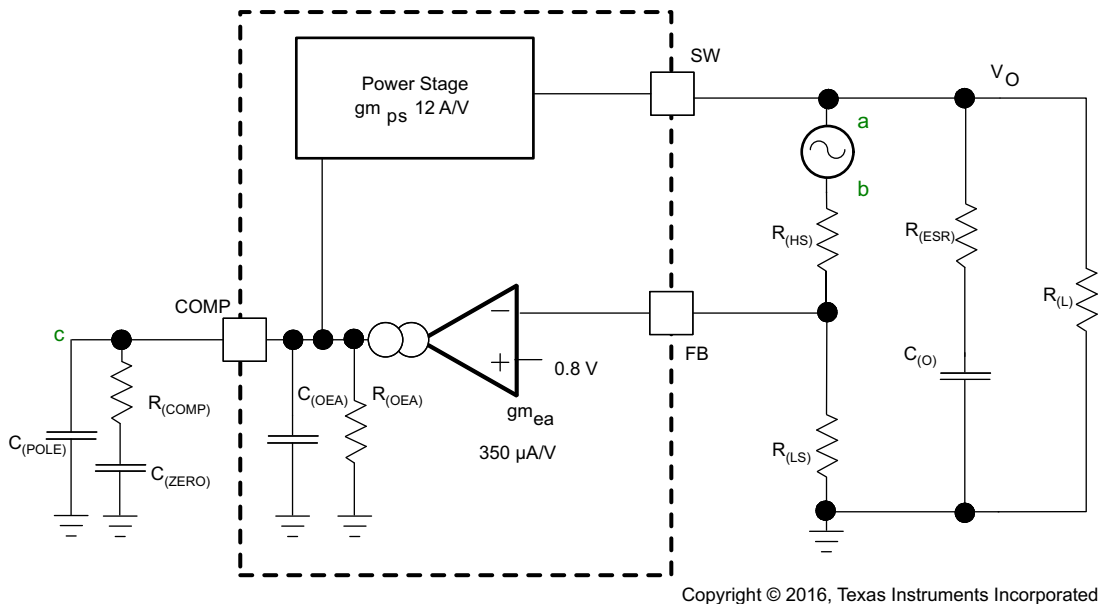 Power Stage
gm ps 12 A/V
SW
VO
a
b
R(HS)
R(ESR)
R(L)
COMP
c
FB
0.8 V
R(COMP)
C(OEA)
R(OEA)
C(O)
gm ea
C(POLE)
C(ZERO)
350 µA/V
R(LS)
Copyright © 2016, Texas Instruments Incorporated